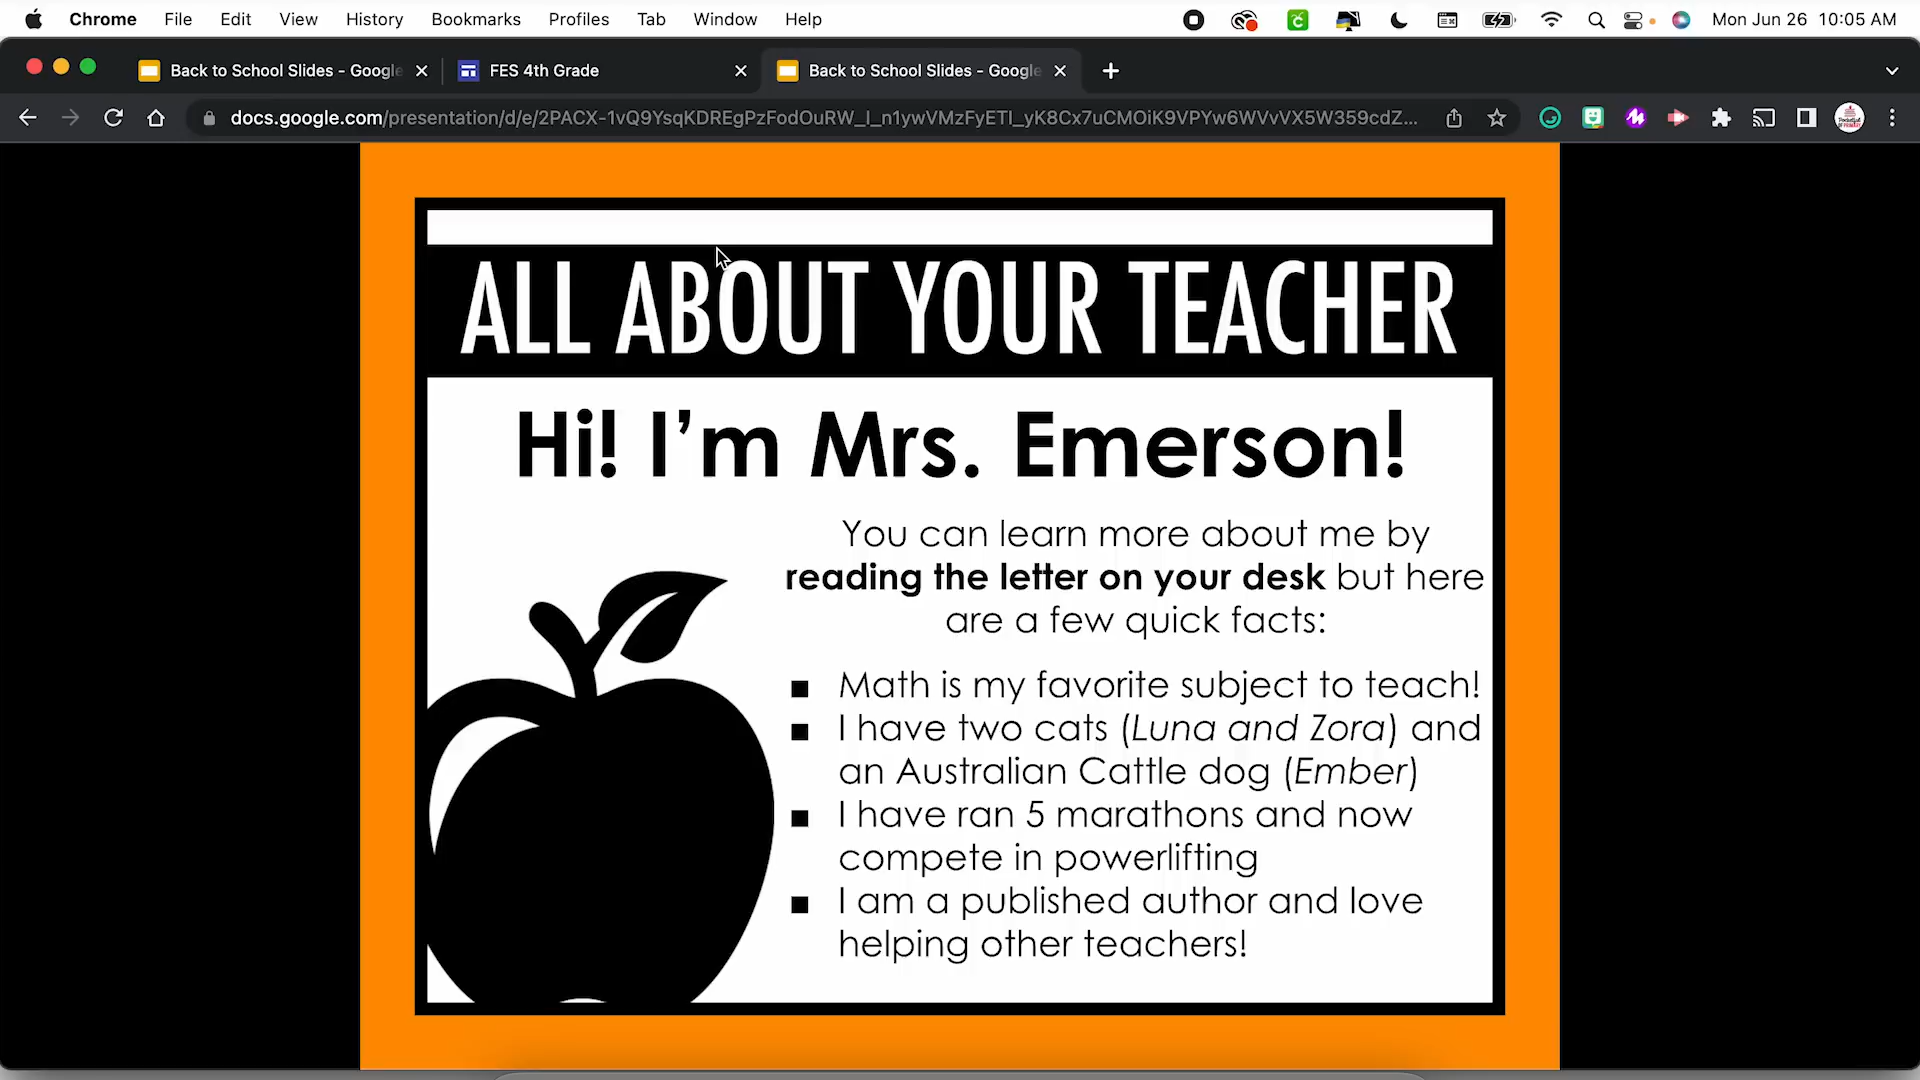 Chrome File Edit View History Bookmarks Profiles Tab Window Help Mon Jun 26 10:05 AM
Back to School Slides - Google FES 4th Grade Back to School Slides - Google
docs.google.com/presentation/d/e/2PACX-1vQ9YsqKDREgPzFodOuRW_I_n1ywVMzFyETI_yK8Cx7uCMOiK9VPYw6WVvVX5W359cdZ...
ALL ABOUT YOUR TEACHER
Hi! I’m Mrs. Emerson!
You can learn more about me by
reading the letter on your desk but here
are a few quick facts:
■ Math is my favorite subject to teach!
■ I have two cats (Luna and Zora) and
an Australian Cattle dog (Ember)
■ I have ran 5 marathons and now
compete in powerlifting
■ I am a published author and love
helping other teachers!